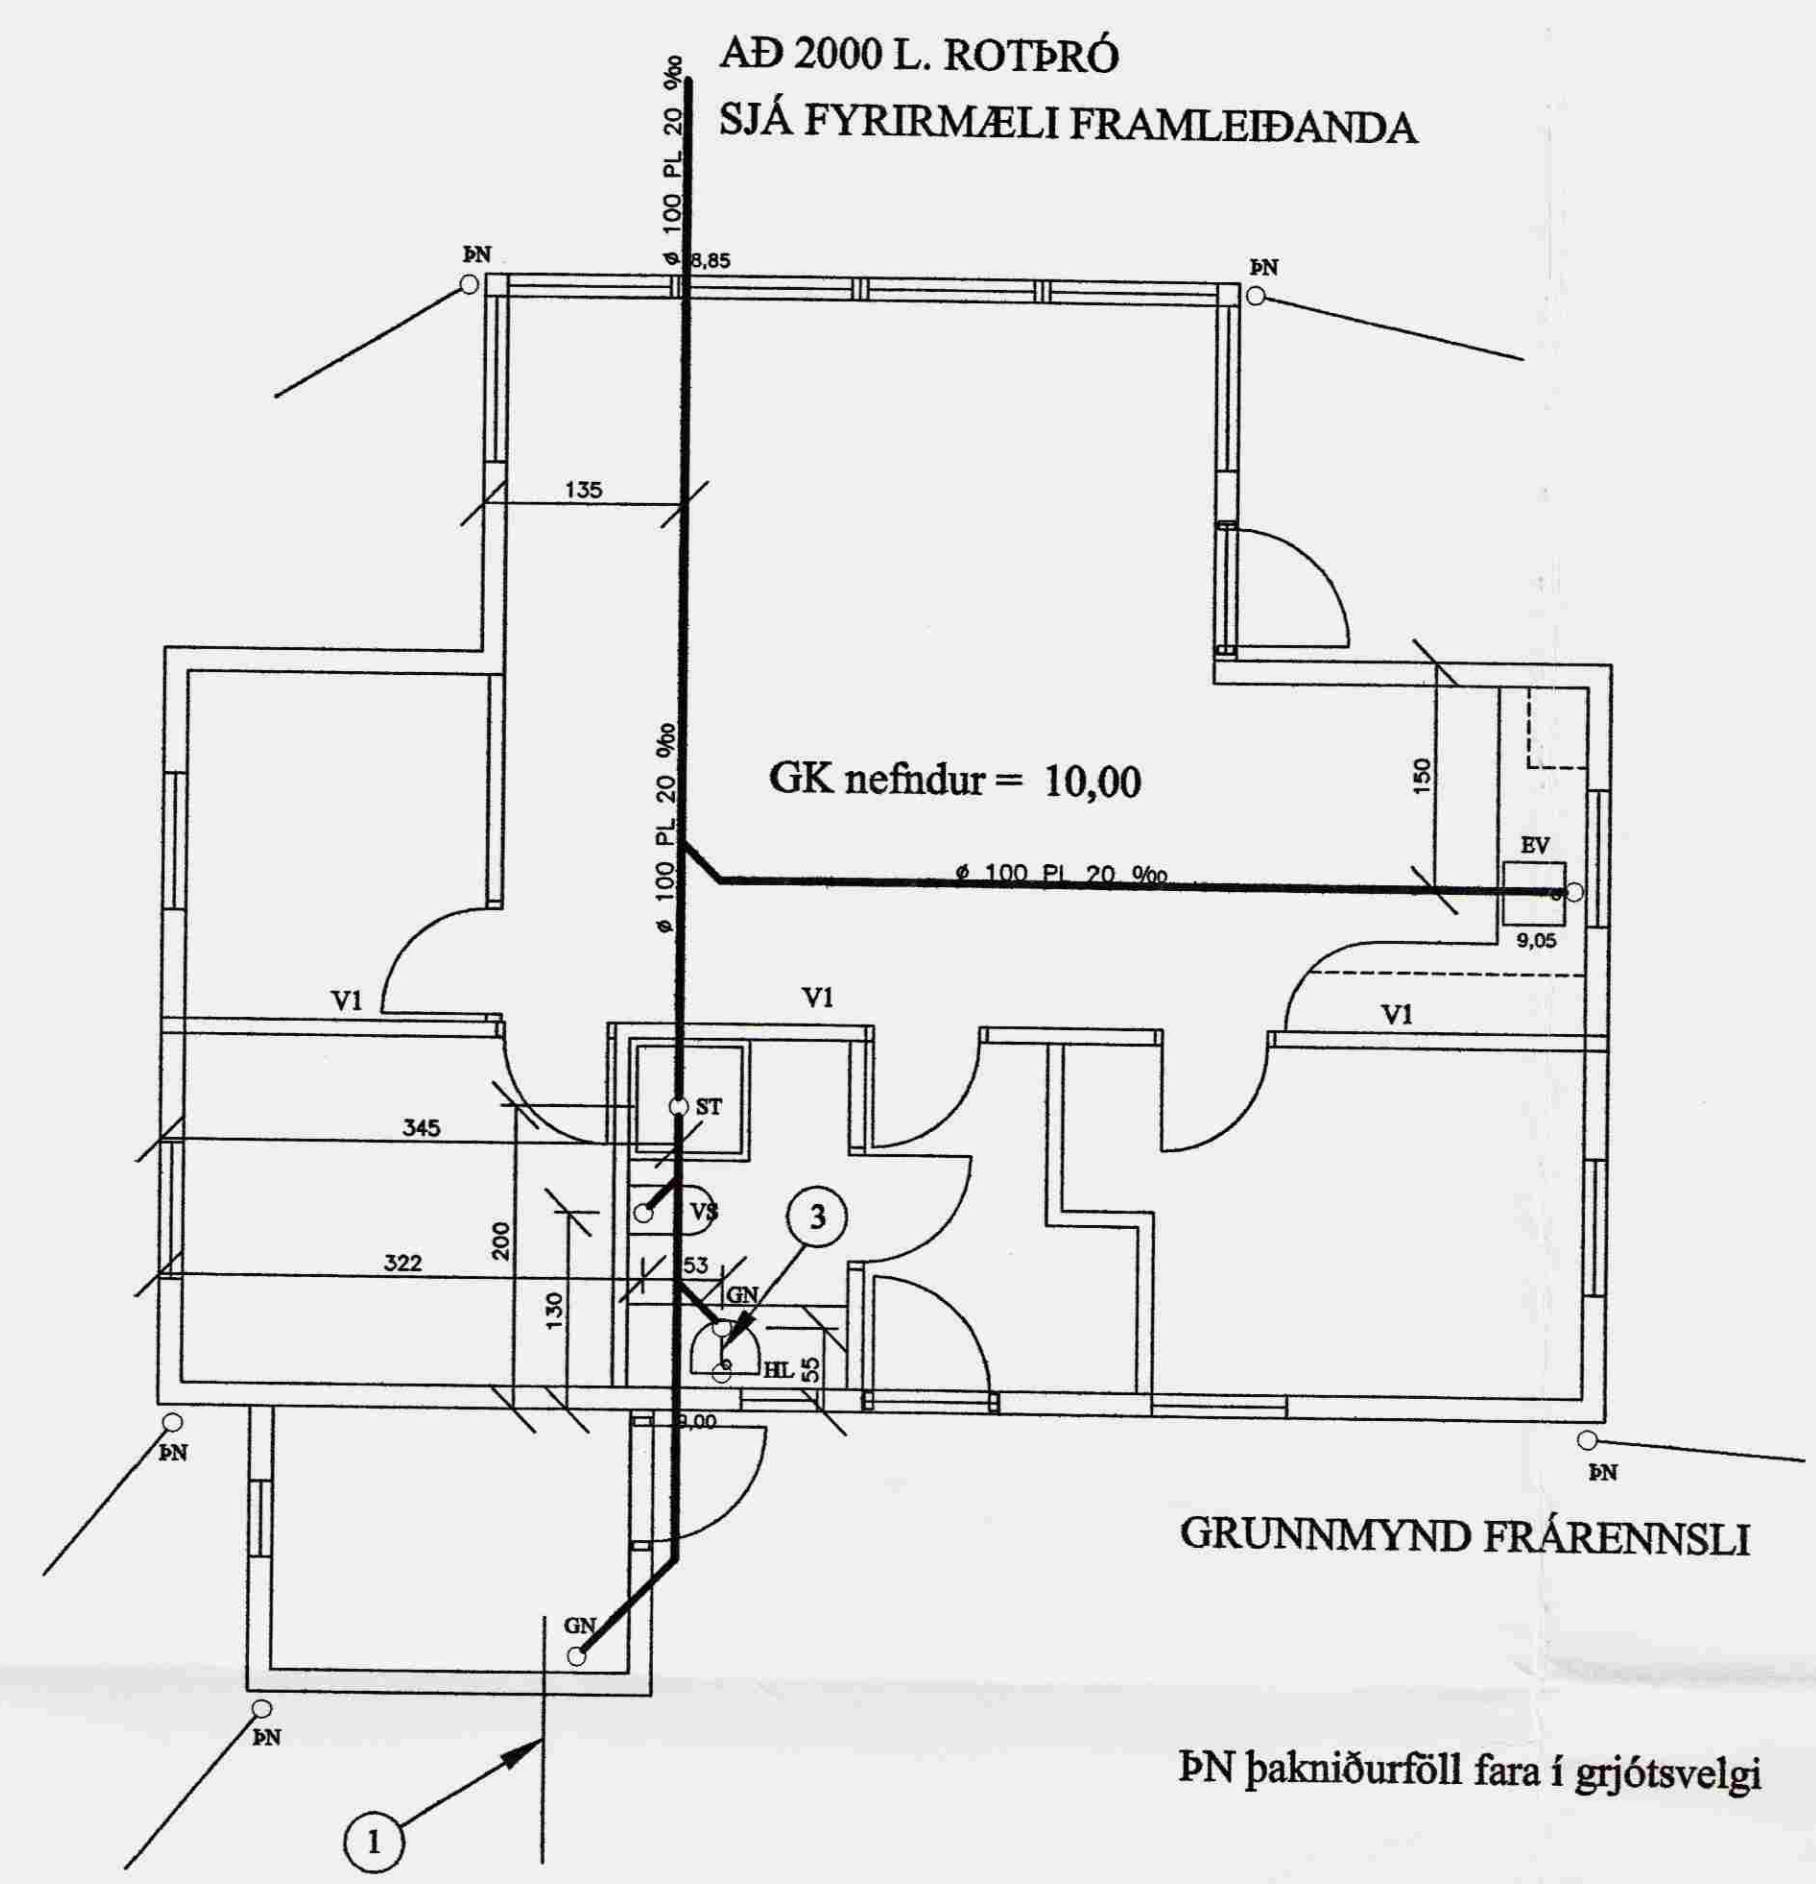 AÐ 2000 L. ROTÞRÓ
SJÁ FYRIRMÆLI FRAMLEIÐANDA
ø 100 PL 20 ‰
8,85
ÞN
ÞN
135
ø 100 PL 20 ‰
GK nefndur = 10,00
150
EV
ø 100 PL 20 ‰
9,05
V1
V1
V1
ST
345
200
VS
3
322
53
130
GN
HL
55
9,00
ÞN
ÞN
GRUNNMYND FRÁRENNSLI
GN
ÞN
ÞN þakniðurföll fara í grjótsvelgi
1